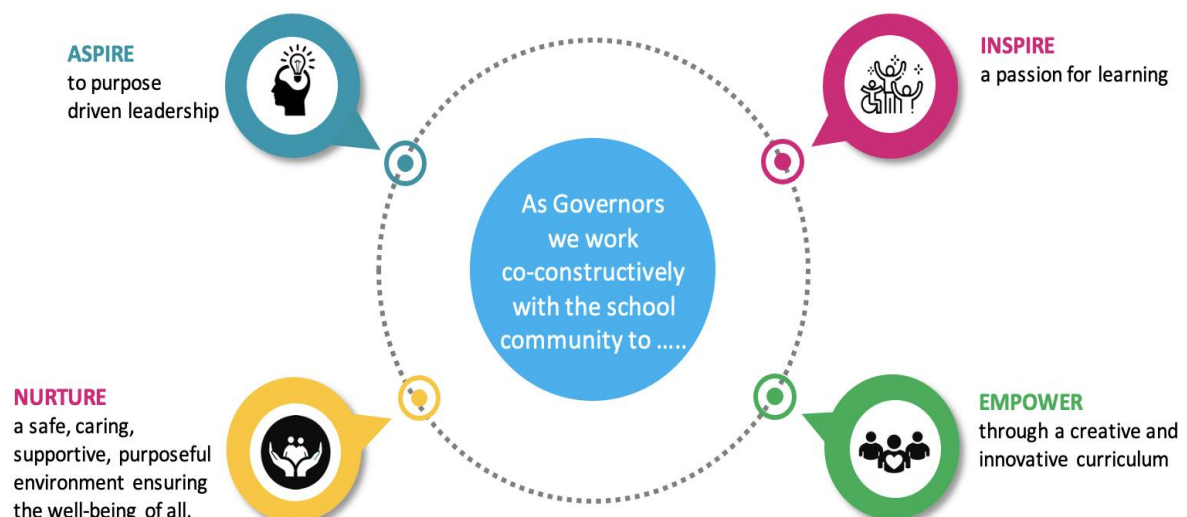 ASPIRE
to purpose
driven leadership
INSPIRE
a passion for learning
As Governors
we work
co-constructively
with the school
community to .....
NURTURE
a safe, caring,
supportive, purposeful
environment ensuring
the well-being of all.
EMPOWER
through a creative and
innovative curriculum